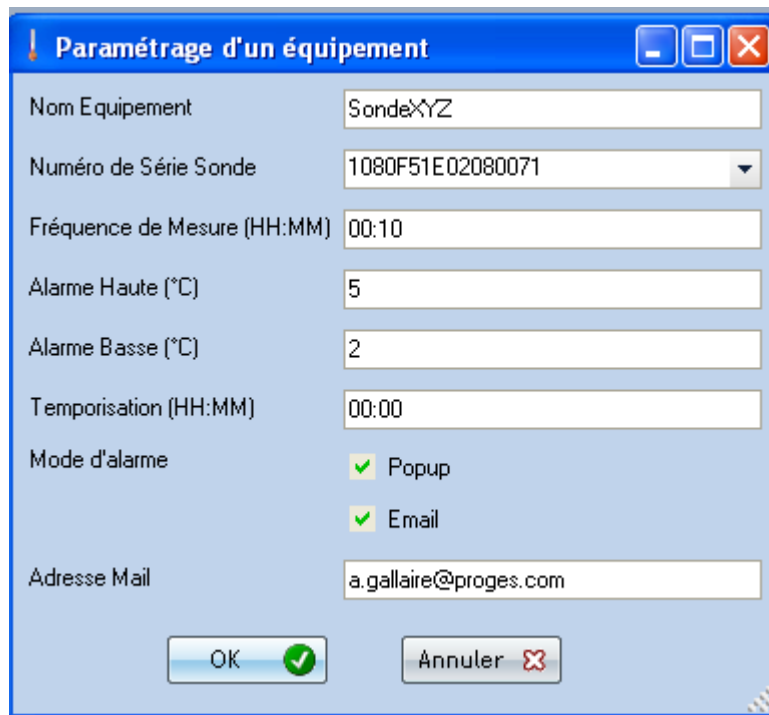 Paramétrage d'un équipement
Nom Equipement SondeXYZ
Numéro de Série Sonde 1080F51E02080071
Fréquence de Mesure (HH:MM) 00:10
Alarme Haute (°C) 5
Alarme Basse (°C) 2
Temporisation (HH:MM) 00:00
Mode d'alarme Popup
Email
Adresse Mail a.gallaire@proges.com
OK Annuler